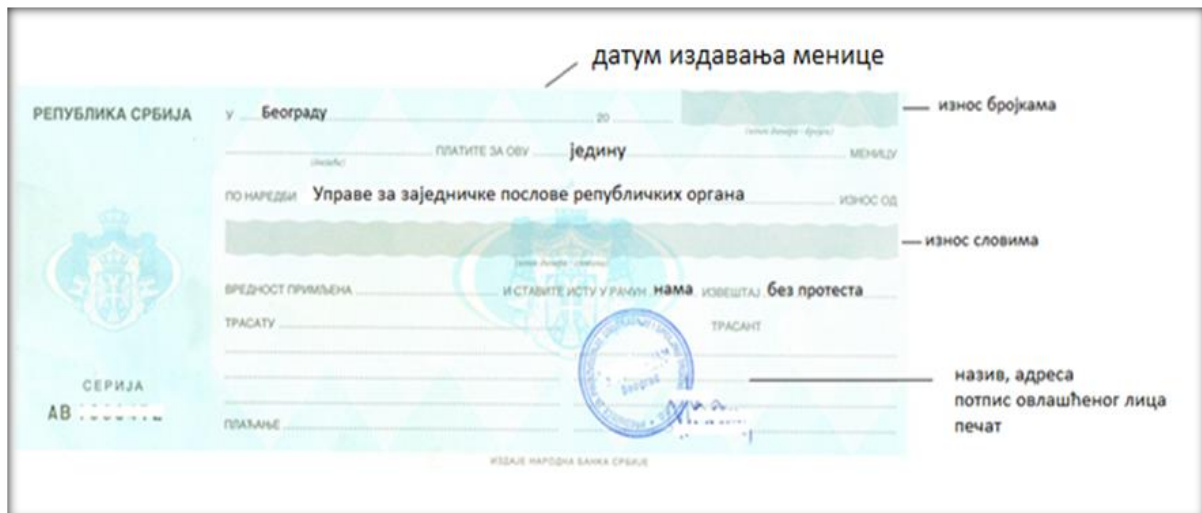 датум издавања менице
РЕПУБЛИКА СРБИЈА У Београду 20 износ бројкама
ПЛАТИТЕ ЗА ОВУ једину МЕНИЦУ
ПО НАРЕДБИ Управе за заједничке послове републичких органа ИЗНОС ОД
износ словима
ВРЕДНОСТ ПРИМЉЕНА И СТАВИТЕ ИСТУ У РАЧУН нама ИЗВЕШТАЈ без протеста
ТРАСАТУ ТРАСАНТ
Beograd
назив, адреса
СЕРИЈА потпис овлашћеног лица
АВ печат
ПЛАЋАЊЕ
ИЗДАЈЕ НАРОДНА БАНКА СРБИЈЕ